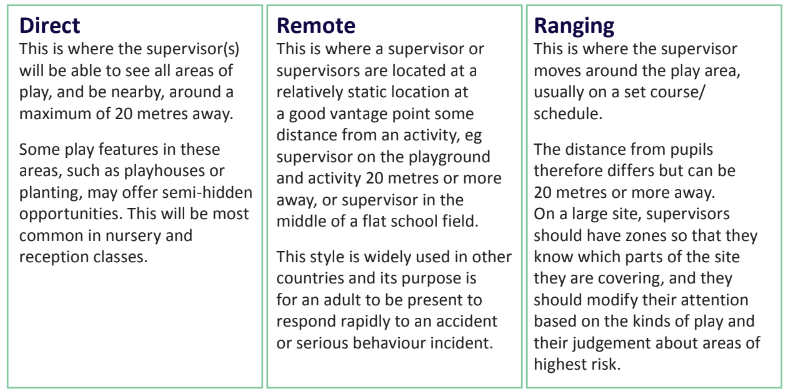 Direct
This is where the supervisor(s)
will be able to see all areas of
play, and be nearby, around a
maximum of 20 metres away.
Some play features in these
areas, such as playhouses or
planting, may offer semi-hidden
opportunities. This will be most
common in nursery and
reception classes.
Remote
This is where a supervisor or
supervisors are located at a
relatively static location at
a good vantage point some
distance from an activity, eg
supervisor on the playground
and activity 20 metres or more
away, or supervisor in the
middle of a flat school field.
This style is widely used in other
countries and its purpose is
for an adult to be present to
respond rapidly to an accident
or serious behaviour incident.
Ranging
This is where the supervisor
moves around the play area,
usually on a set course/
schedule.
The distance from pupils
therefore differs but can be
20 metres or more away.
On a large site, supervisors
should have zones so that they
know which parts of the site
they are covering, and they
should modify their attention
based on the kinds of play and
their judgement about areas of
highest risk.